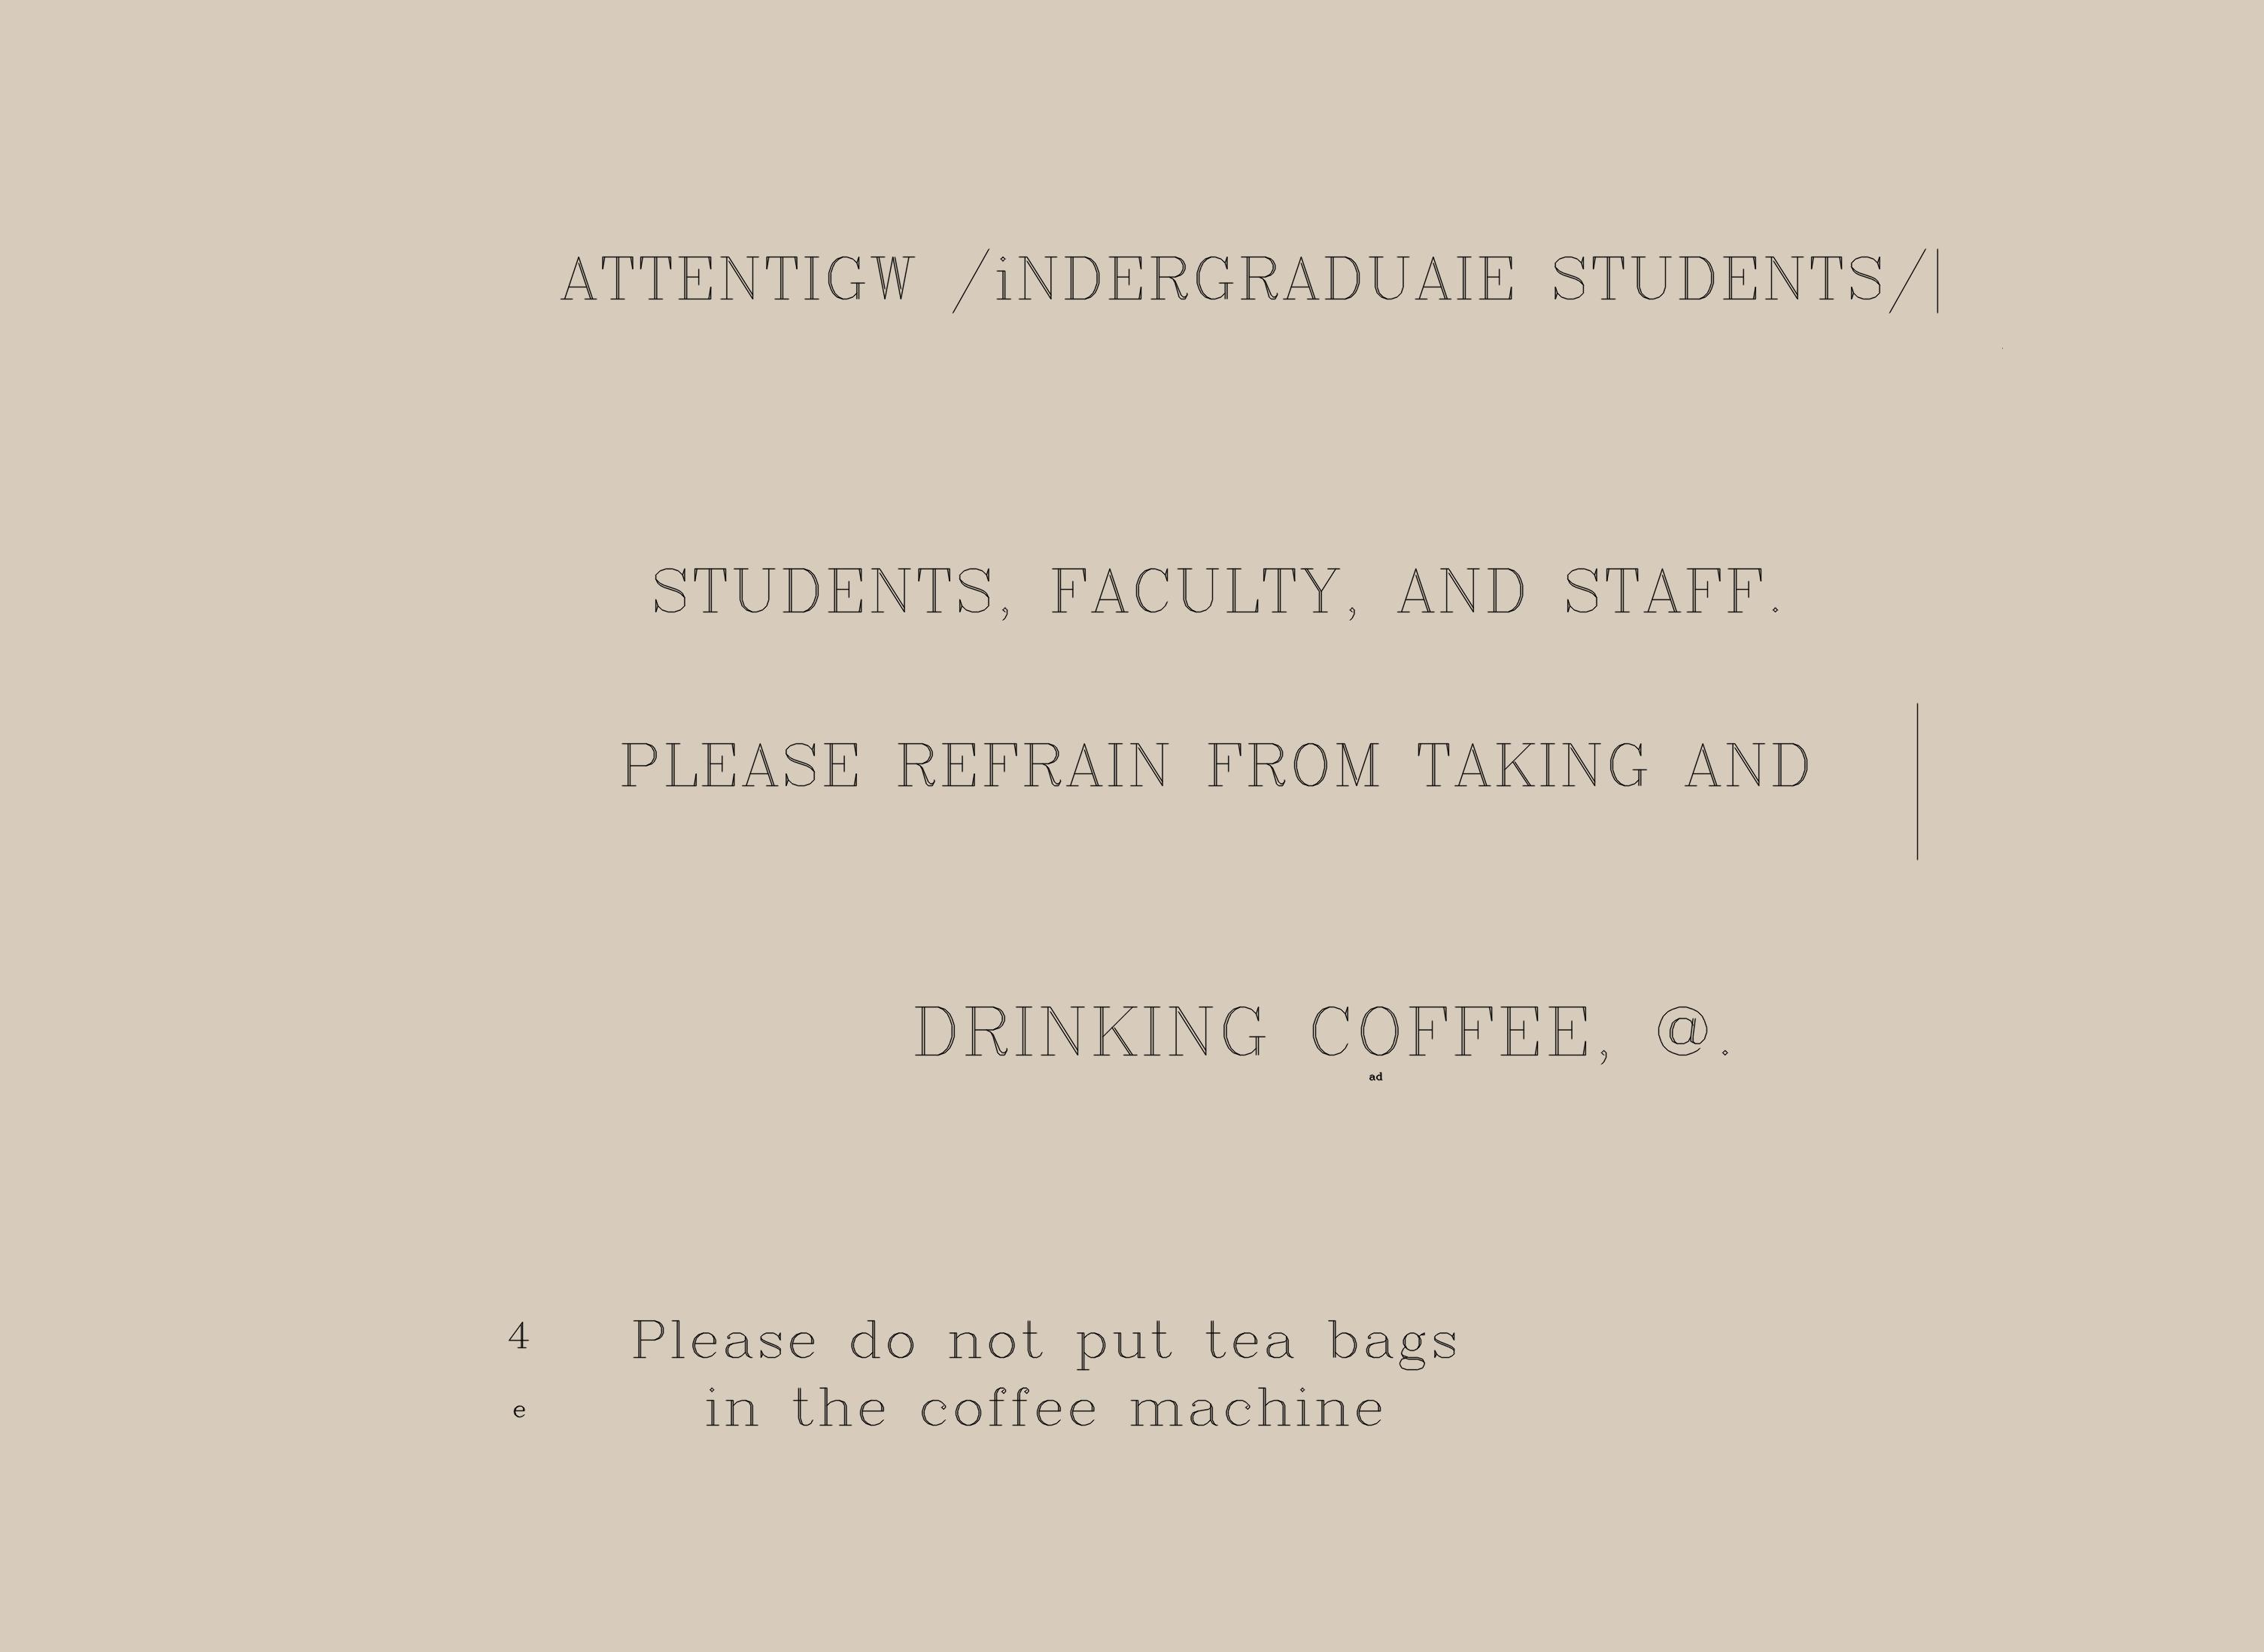 ATTENTIGW /iNDERGRADUAIE STUDENTS/|
STUDENTS, FACULTY, AND STAFF.
PLEASE REFRAIN FROM TAKING AND |
DRINKING COFFEE, @.
ad
4 Please do not put tea bags
e in the coffee machine